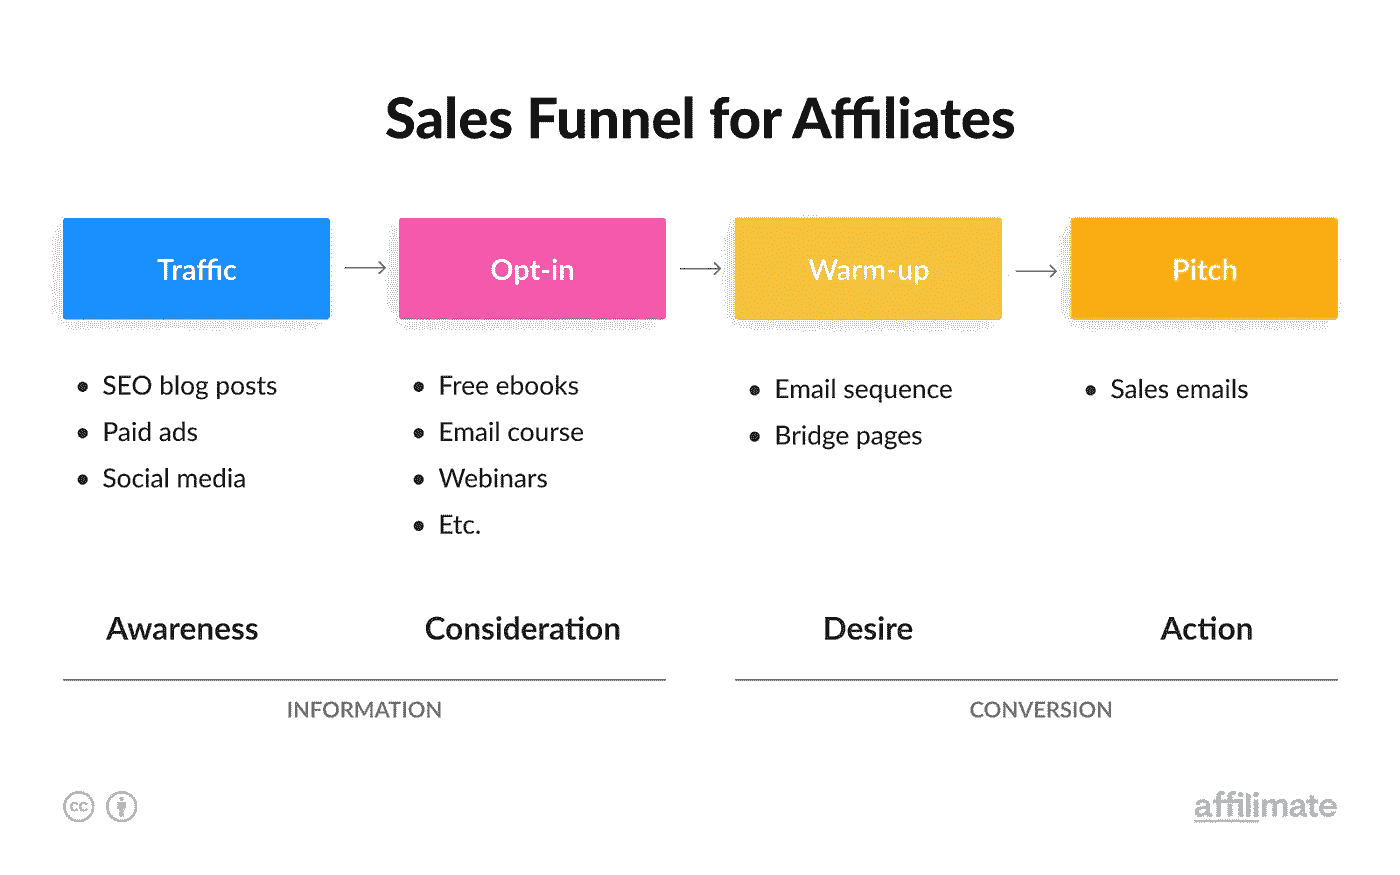 Sales Funnel for Affiliates
Traffic
Opt-in
Warm-up
Pitch
SEO blog posts
Paid ads
Social media
Free ebooks
Email course
Webinars
Etc.
Email sequence
Bridge pages
Sales emails
Awareness
Consideration
Desire
Action
INFORMATION
CONVERSION
cc
affilimate